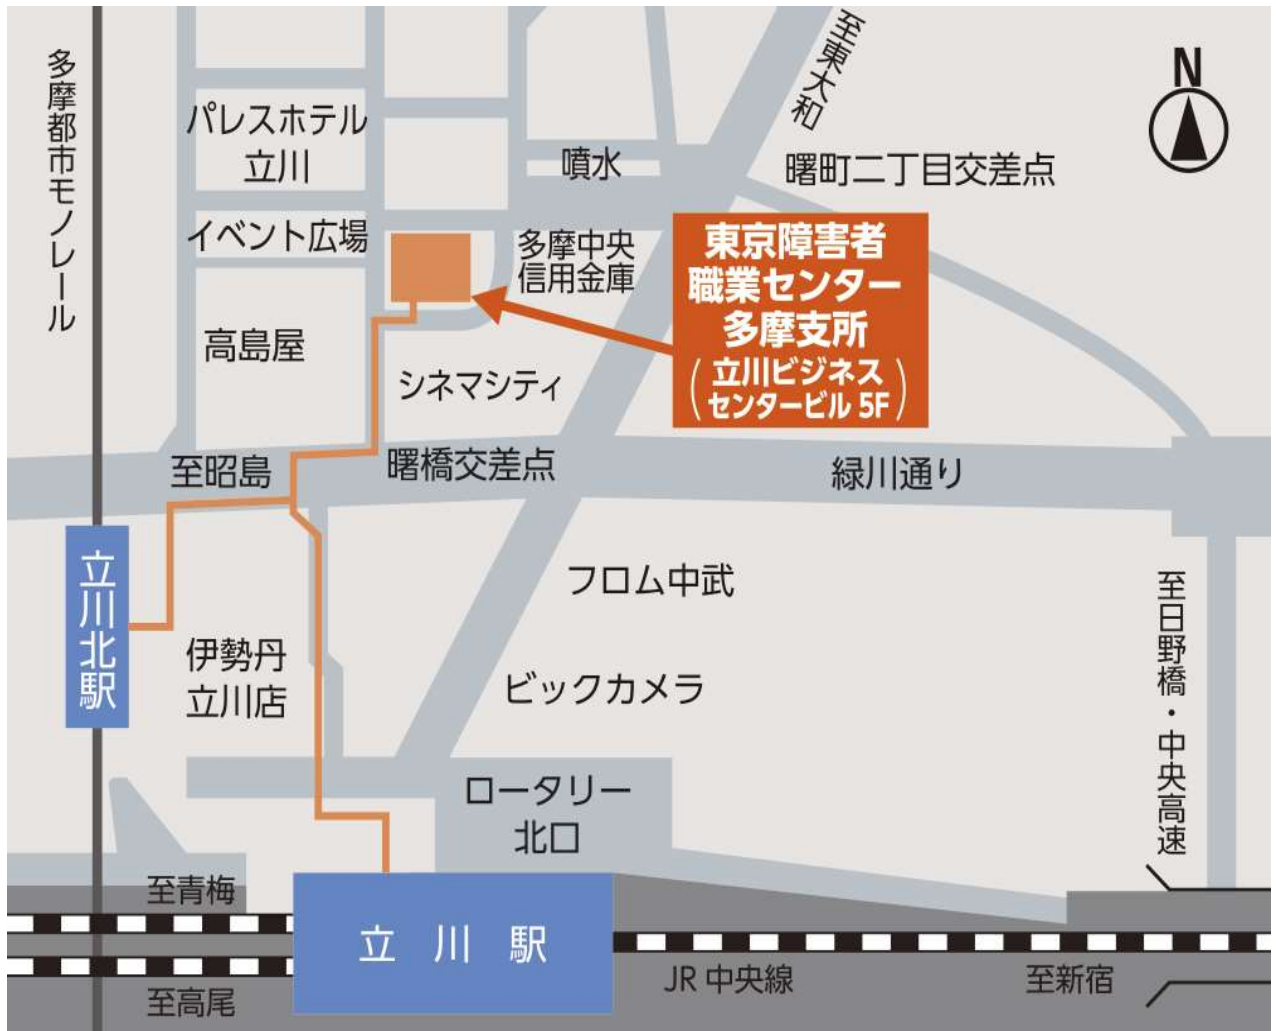 多摩都市モノレール
パレスホテル
立川
噴水
至東大和
N
曙町二丁目交差点
イベント広場
多摩中央
信用金庫
東京障害者
職業センター
多摩支所
(立川ビジネス
センタービル 5F)
高島屋
シネマシティ
至昭島
曙橋交差点
緑川通り
立川北駅
フロム中武
至日野橋・中央高速
伊勢丹
立川店
ビックカメラ
ロータリー
北口
至青梅
立川駅
JR 中央線
至新宿
至高尾